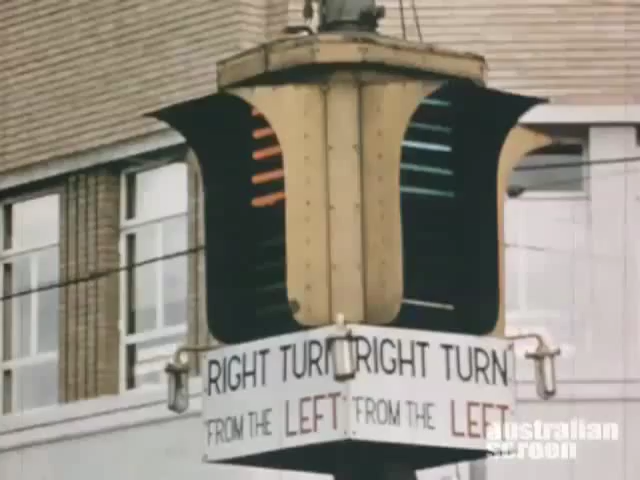 RIGHT TURN
FROM THE LEFT
RIGHT TURN
FROM THE LEFT
australian
screen